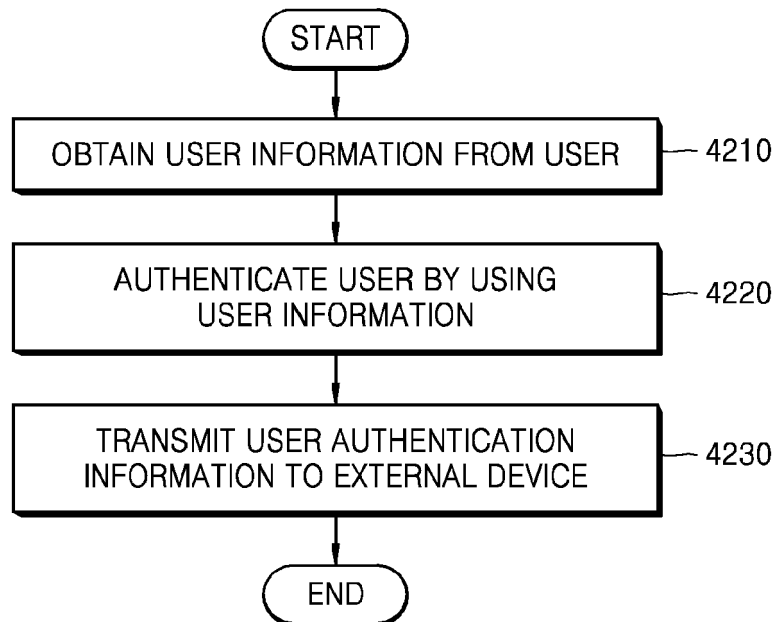 START
OBTAIN USER INFORMATION FROM USER
4210
AUTHENTICATE USER BY USING
USER INFORMATION
4220
TRANSMIT USER AUTHENTICATION
INFORMATION TO EXTERNAL DEVICE
4230
END